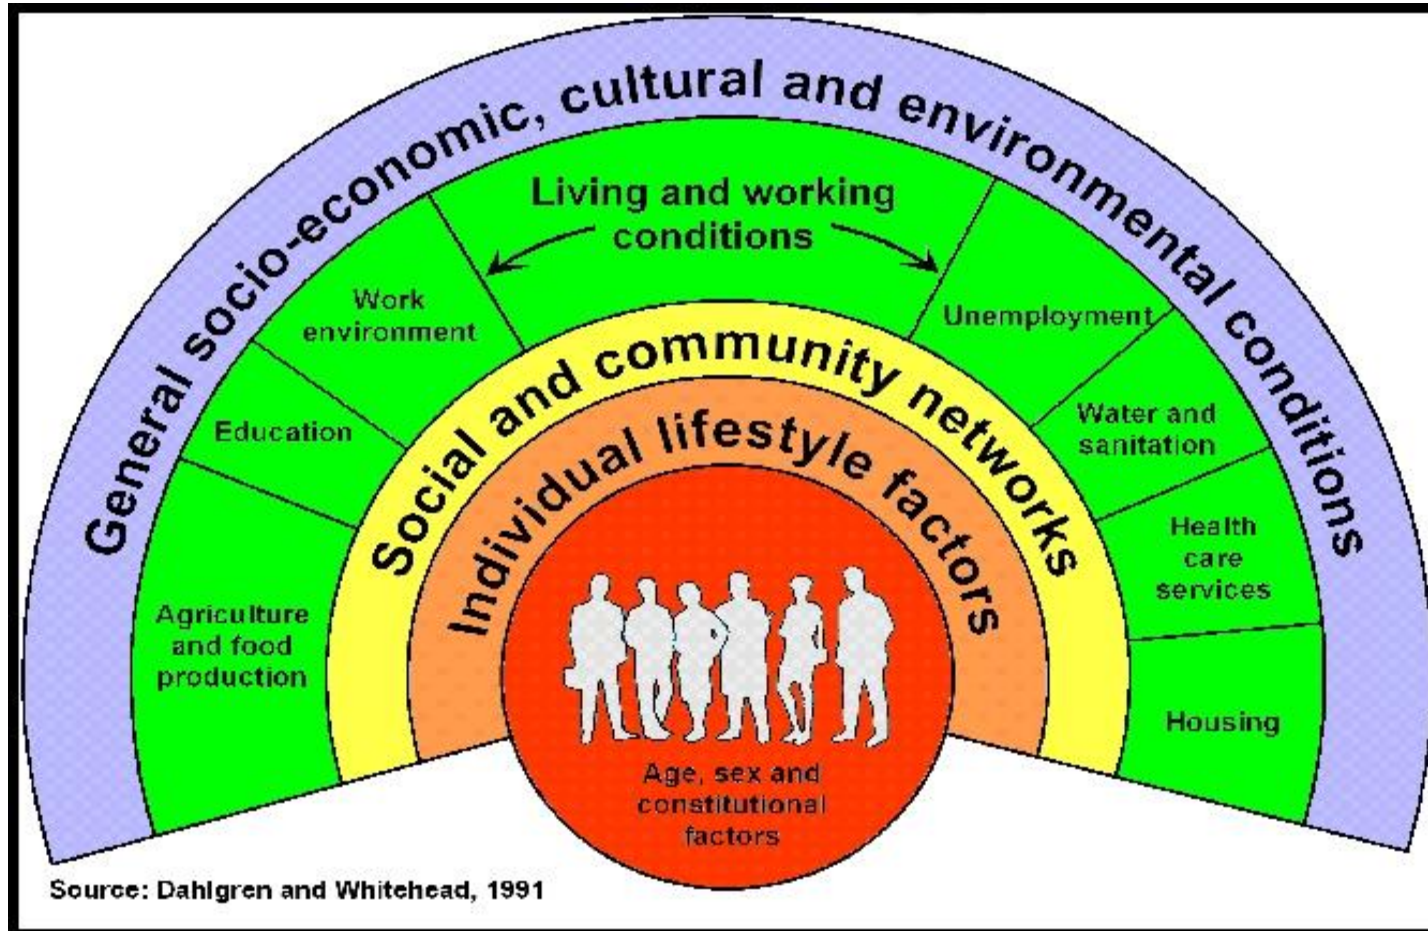 General socio-economic, cultural and environmental conditions
Living and working
conditions
Work
environment
Unemployment
Education
Water and
sanitation
Agriculture
and food
production
Health
care
services
Housing
Social and community networks
Individual lifestyle factors
Age, sex and
constitutional
factors
Source: Dahlgren and Whitehead, 1991